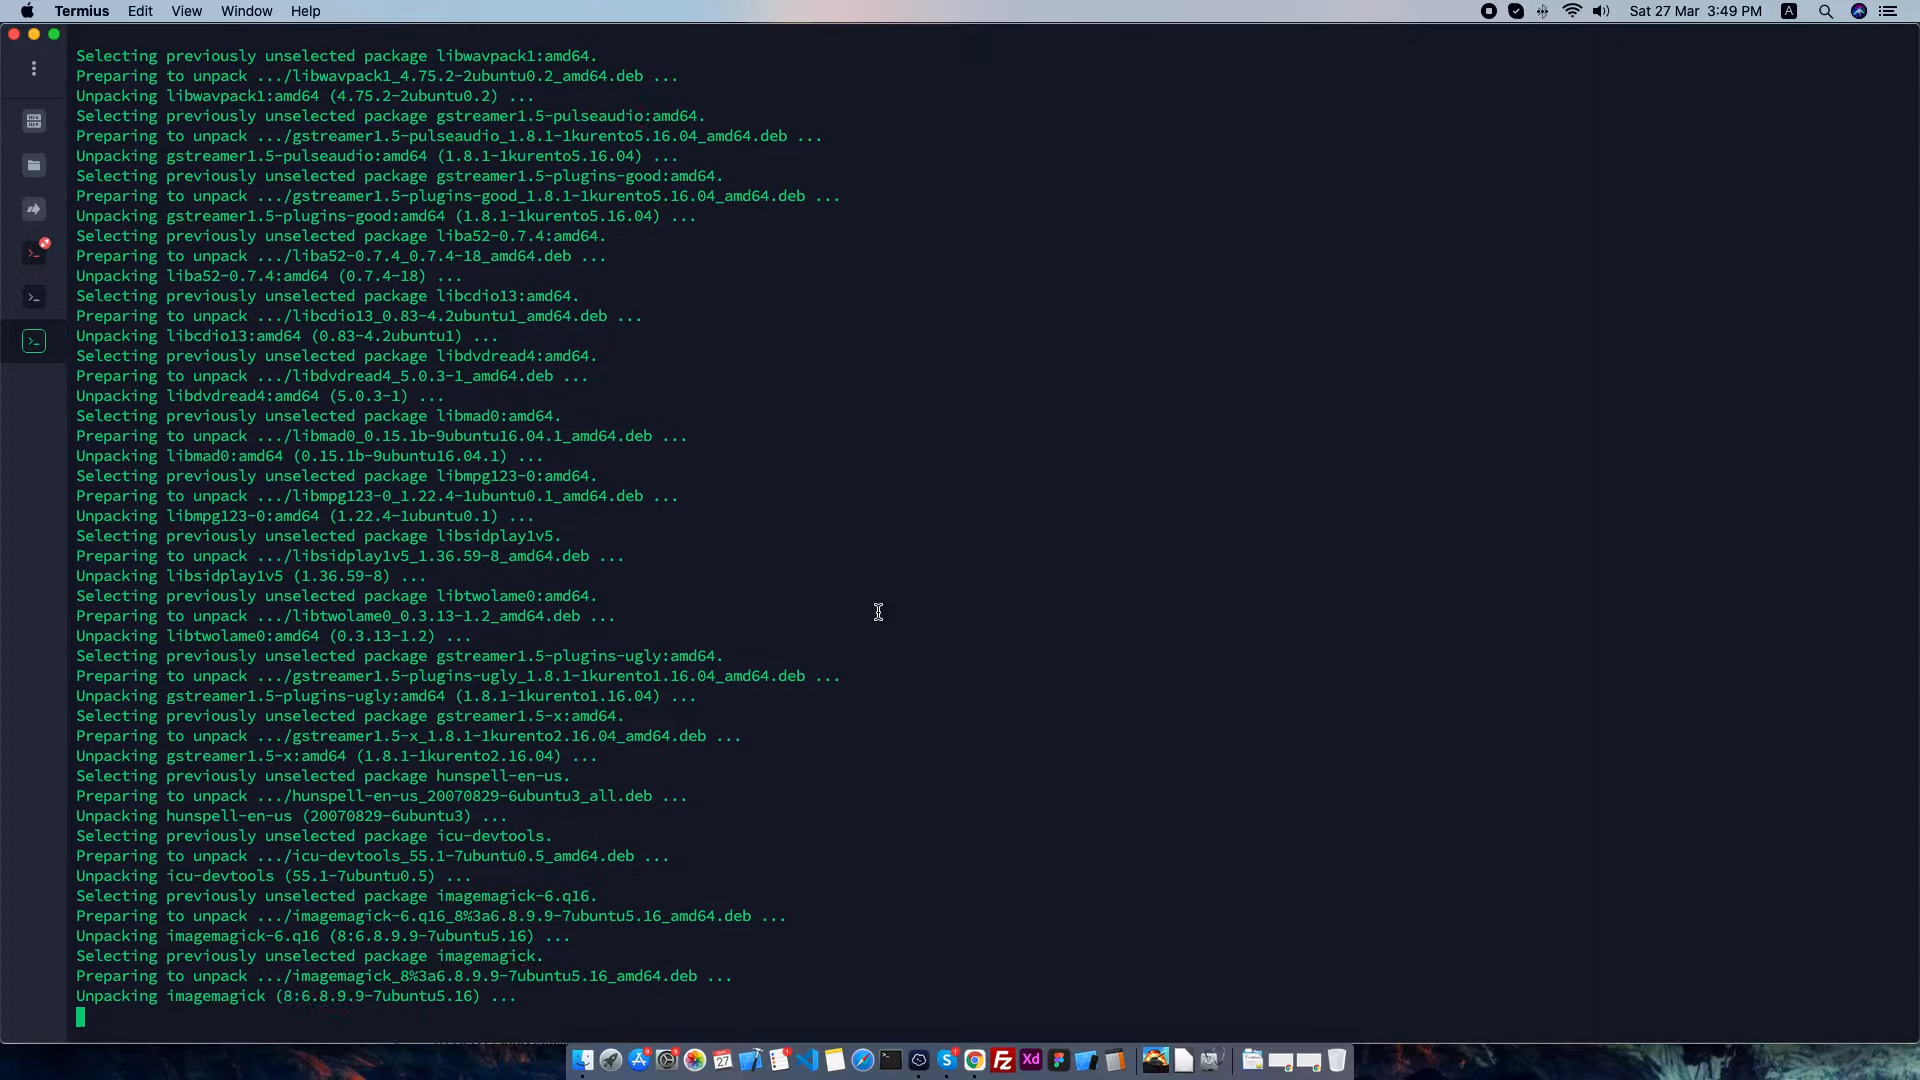 Termius Edit View Window Help Sat 27 Mar 3:49 PM A
Selecting previously unselected package libwavpack1:amd64.
Preparing to unpack .../libwavpack1_4.75.2-2ubuntu0.2_amd64.deb ...
Unpacking libwavpack1:amd64 (4.75.2-2ubuntu0.2) ...
Selecting previously unselected package gstreamer1.5-pulseaudio:amd64.
Preparing to unpack .../gstreamer1.5-pulseaudio_1.8.1-1kurento5.16.04_amd64.deb ...
Unpacking gstreamer1.5-pulseaudio:amd64 (1.8.1-1kurento5.16.04) ...
Selecting previously unselected package gstreamer1.5-plugins-good:amd64.
Preparing to unpack .../gstreamer1.5-plugins-good_1.8.1-1kurento5.16.04_amd64.deb ...
Unpacking gstreamer1.5-plugins-good:amd64 (1.8.1-1kurento5.16.04) ...
Selecting previously unselected package liba52-0.7.4:amd64.
Preparing to unpack .../liba52-0.7.4_0.7.4-18_amd64.deb ...
Unpacking liba52-0.7.4:amd64 (0.7.4-18) ...
Selecting previously unselected package libcdio13:amd64.
Preparing to unpack .../libcdio13_0.83-4.2ubuntu1_amd64.deb ...
Unpacking libcdio13:amd64 (0.83-4.2ubuntu1) ...
Selecting previously unselected package libdvdread4:amd64.
Preparing to unpack .../libdvdread4_5.0.3-1_amd64.deb ...
Unpacking libdvdread4:amd64 (5.0.3-1) ...
Selecting previously unselected package libmad0:amd64.
Preparing to unpack .../libmad0_0.15.1b-9ubuntu16.04.1_amd64.deb ...
Unpacking libmad0:amd64 (0.15.1b-9ubuntu16.04.1) ...
Selecting previously unselected package libmpg123-0:amd64.
Preparing to unpack .../libmpg123-0_1.22.4-1ubuntu0.1_amd64.deb ...
Unpacking libmpg123-0:amd64 (1.22.4-1ubuntu0.1) ...
Selecting previously unselected package libsidplay1v5.
Preparing to unpack .../libsidplay1v5_1.36.59-8_amd64.deb ...
Unpacking libsidplay1v5 (1.36.59-8) ...
Selecting previously unselected package libtwolame0:amd64.
Preparing to unpack .../libtwolame0_0.3.13-1.2_amd64.deb ...
Unpacking libtwolame0:amd64 (0.3.13-1.2) ...
Selecting previously unselected package gstreamer1.5-plugins-ugly:amd64.
Preparing to unpack .../gstreamer1.5-plugins-ugly_1.8.1-1kurento1.16.04_amd64.deb ...
Unpacking gstreamer1.5-plugins-ugly:amd64 (1.8.1-1kurento1.16.04) ...
Selecting previously unselected package gstreamer1.5-x:amd64.
Preparing to unpack .../gstreamer1.5-x_1.8.1-1kurento2.16.04_amd64.deb ...
Unpacking gstreamer1.5-x:amd64 (1.8.1-1kurento2.16.04) ...
Selecting previously unselected package hunspell-en-us.
Preparing to unpack .../hunspell-en-us_20070829-6ubuntu3_all.deb ...
Unpacking hunspell-en-us (20070829-6ubuntu3) ...
Selecting previously unselected package icu-devtools.
Preparing to unpack .../icu-devtools_55.1-7ubuntu0.5_amd64.deb ...
Unpacking icu-devtools (55.1-7ubuntu0.5) ...
Selecting previously unselected package imagemagick-6.q16.
Preparing to unpack .../imagemagick-6.q16_8%3a6.8.9.9-7ubuntu5.16_amd64.deb ...
Unpacking imagemagick-6.q16 (8:6.8.9.9-7ubuntu5.16) ...
Selecting previously unselected package imagemagick.
Preparing to unpack .../imagemagick_8%3a6.8.9.9-7ubuntu5.16_amd64.deb ...
Unpacking imagemagick (8:6.8.9.9-7ubuntu5.16) ...